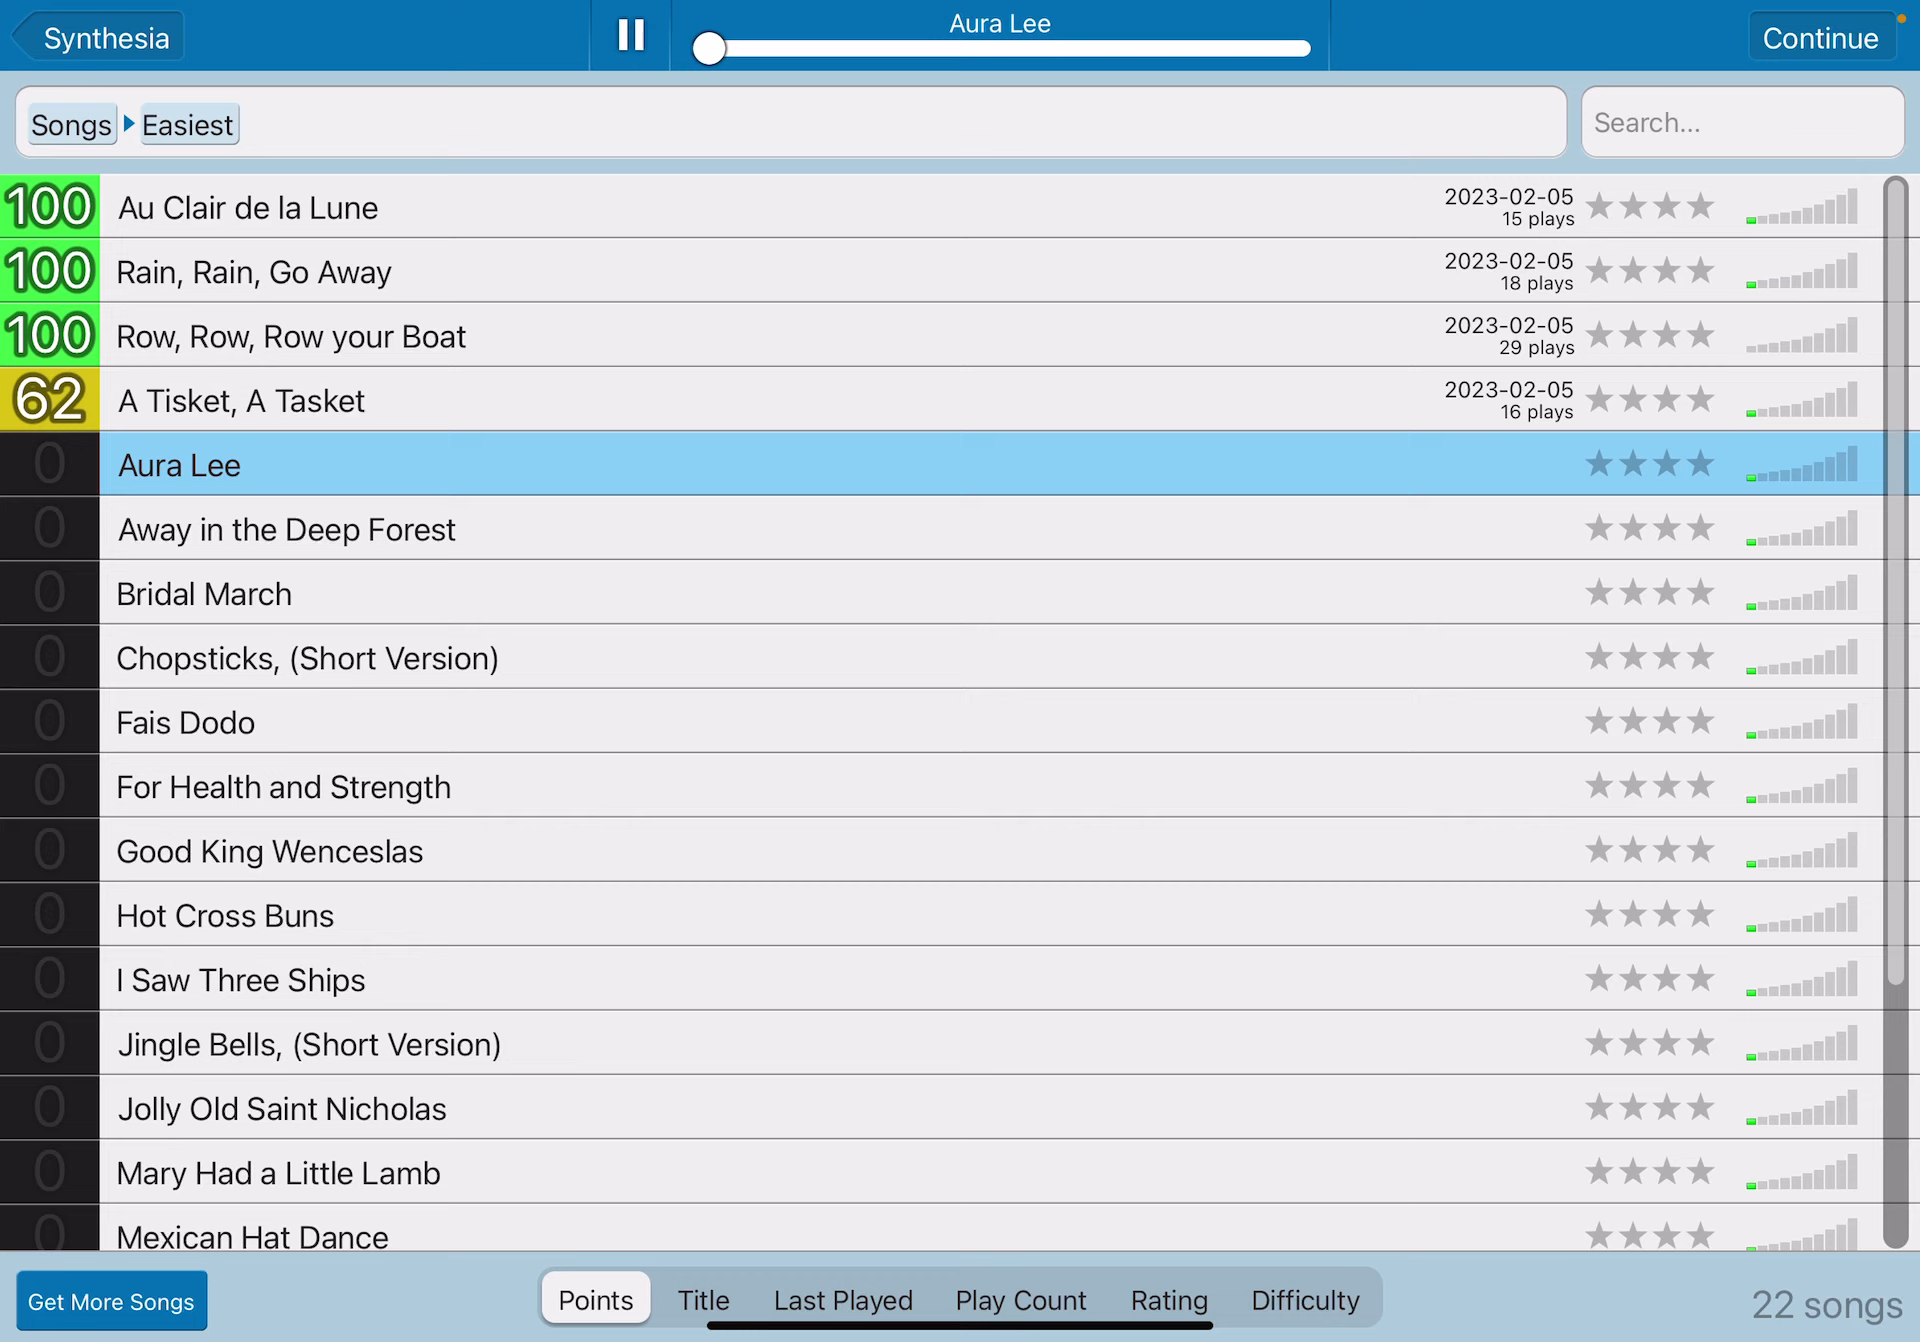 Synthesia
Aura Lee
Continue
Songs Easiest
Search...
100 Au Clair de la Lune 2023-02-05
15 plays
100 Rain, Rain, Go Away 2023-02-05
18 plays
100 Row, Row, Row your Boat 2023-02-05
29 plays
62 A Tisket, A Tasket 2023-02-05
16 plays
0 Aura Lee
0 Away in the Deep Forest
0 Bridal March
0 Chopsticks, (Short Version)
0 Fais Dodo
0 For Health and Strength
0 Good King Wenceslas
0 Hot Cross Buns
0 I Saw Three Ships
0 Jingle Bells, (Short Version)
0 Jolly Old Saint Nicholas
0 Mary Had a Little Lamb
0 Mexican Hat Dance
Get More Songs
Points Title Last Played Play Count Rating Difficulty
22 songs